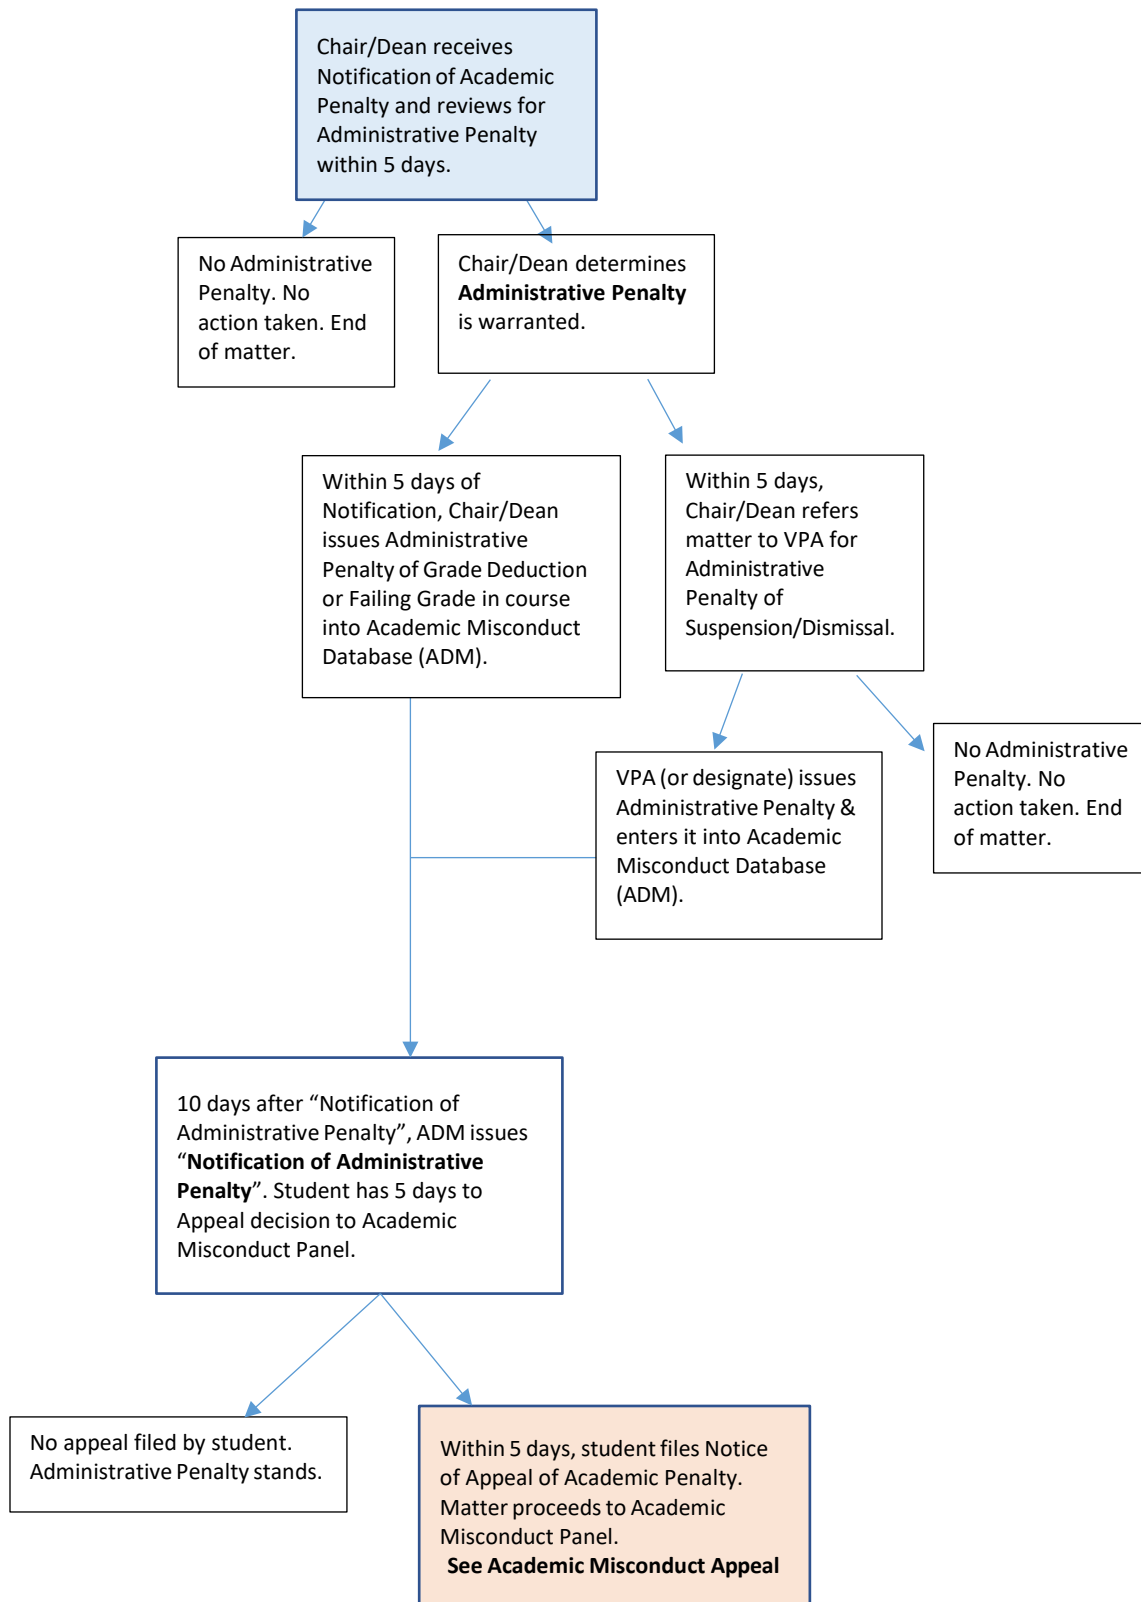 Chair/Dean receives
Notification of Academic
Penalty and reviews for
Administrative Penalty
within 5 days.
No Administrative
Penalty. No
action taken. End
of matter.
Chair/Dean determines
Administrative Penalty
is warranted.
Within 5 days of
Notification, Chair/Dean
issues Administrative
Penalty of Grade Deduction
or Failing Grade in course
into Academic Misconduct
Database (ADM).
Within 5 days,
Chair/Dean refers
matter to VPA for
Administrative
Penalty of
Suspension/Dismissal.
VPA (or designate) issues
Administrative Penalty &
enters it into Academic
Misconduct Database
(ADM).
No Administrative
Penalty. No
action taken. End
of matter.
10 days after “Notification of
Administrative Penalty”, ADM issues
“Notification of Administrative
Penalty”. Student has 5 days to
Appeal decision to Academic
Misconduct Panel.
No appeal filed by student.
Administrative Penalty stands.
Within 5 days, student files Notice
of Appeal of Academic Penalty.
Matter proceeds to Academic
Misconduct Panel.
See Academic Misconduct Appeal